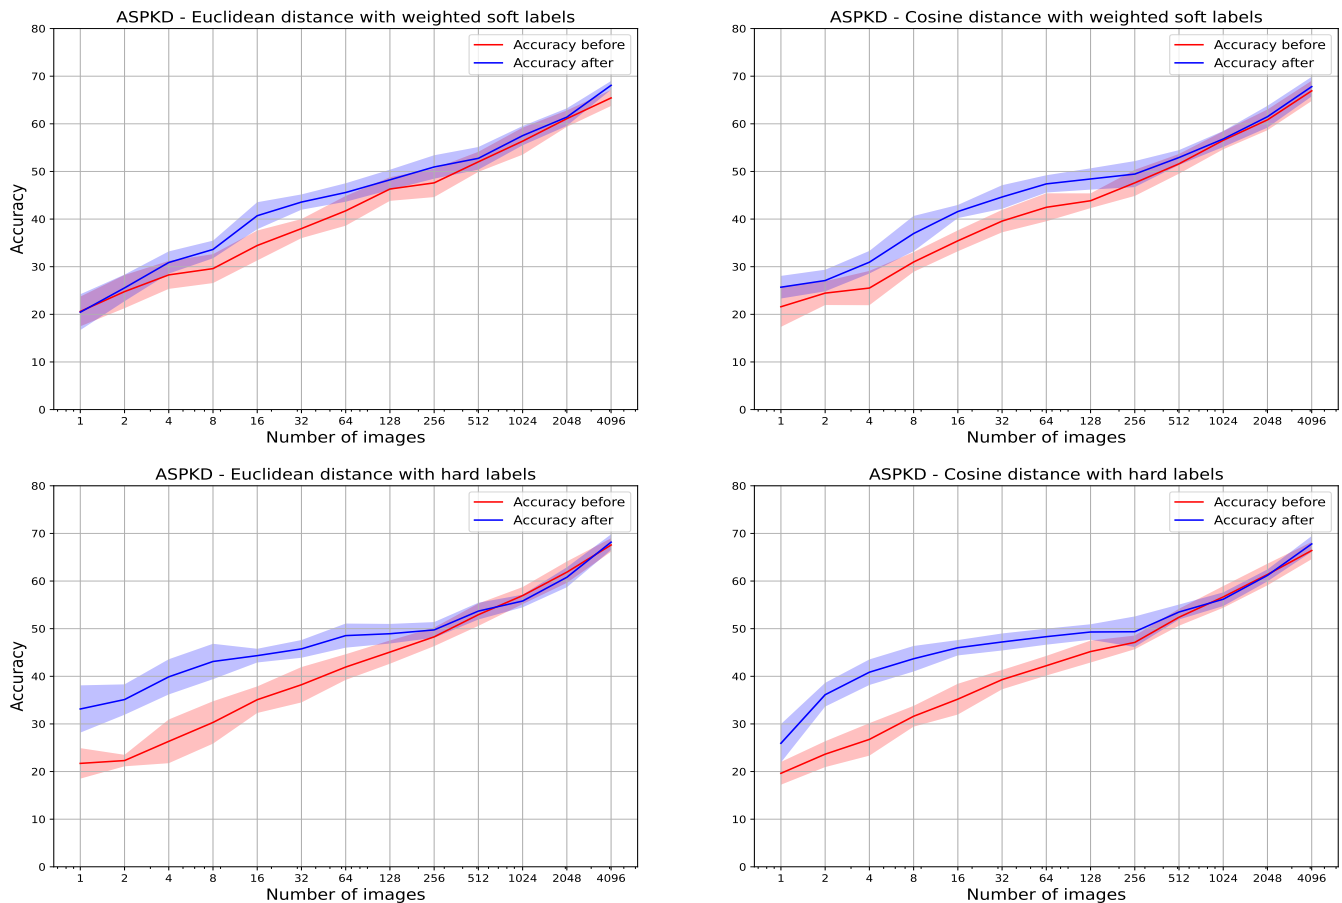 ASPKD - Euclidean distance with weighted soft labels
Accuracy before
Accuracy after
80
70
60
50
40
30
20
10
0
Accuracy
1 2 4 8 16 32 64 128 256 512 1024 2048 4096
Number of images
ASPKD - Cosine distance with weighted soft labels
Accuracy before
Accuracy after
80
70
60
50
40
30
20
10
0
1 2 4 8 16 32 64 128 256 512 1024 2048 4096
Number of images
ASPKD - Euclidean distance with hard labels
Accuracy before
Accuracy after
80
70
60
50
40
30
20
10
0
Accuracy
1 2 4 8 16 32 64 128 256 512 1024 2048 4096
Number of images
ASPKD - Cosine distance with hard labels
Accuracy before
Accuracy after
80
70
60
50
40
30
20
10
0
1 2 4 8 16 32 64 128 256 512 1024 2048 4096
Number of images